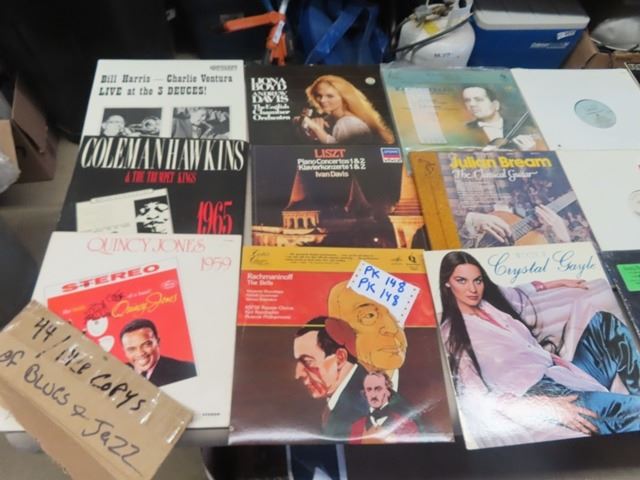 Bill Harris - Charlie Ventura
LIVE at the 3 DEUCES!
LIONA
BOYD
ANDREW
DAVIS
The English
Chamber
Orchestra
COLEMAN HAWKINS
& THE TRUMPET KINGS
1965
LISZT
Piano Concertos 1 & 2
Klavierkonzerte 1 & 2
Ivan Davis
Julian Bream
The Classical Guitar
QUINCY JONES
1959
STEREO
Quincy Jones
Rachmaninoff
The Bells
PK 148
PK 148
Crystal Gayle
44/ MIP COPYS
OF BLUES &
JAZZ